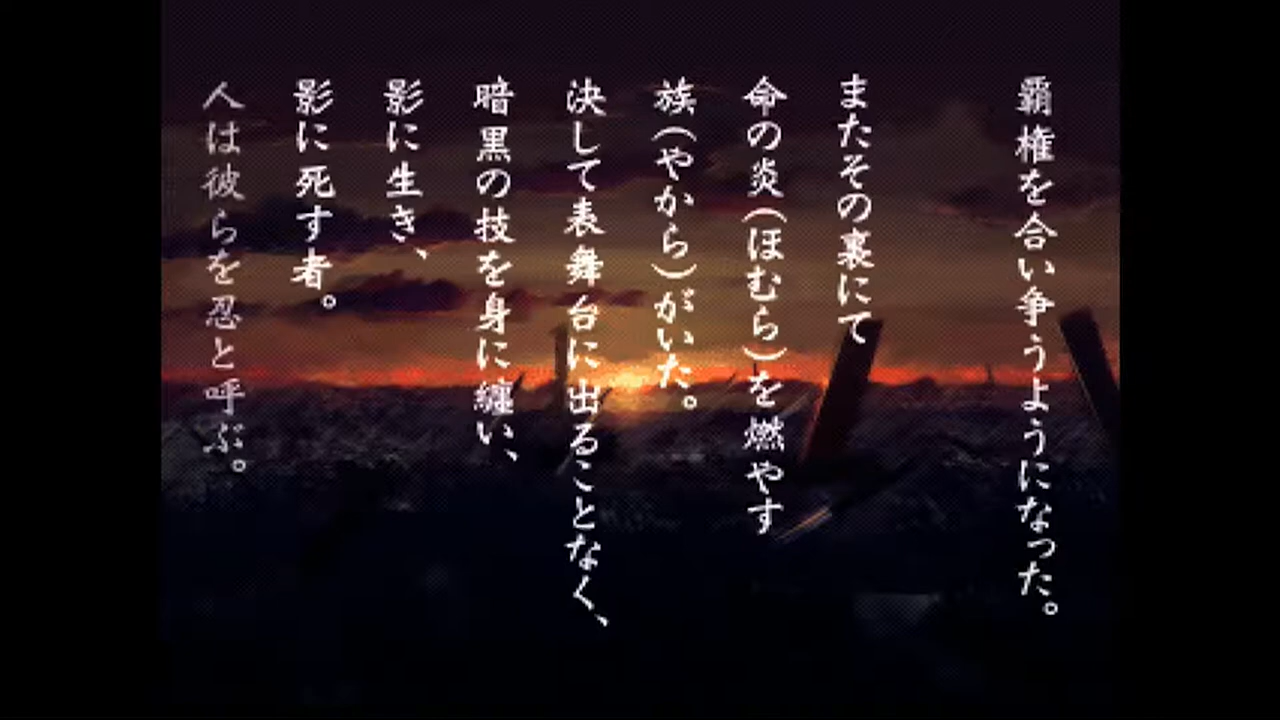 覇権を合い争うようになった。
またその裏にて
命の炎(ほむら)を燃やす
族(やから)がいた。
決して表舞台に出ることなく、
暗黒の技を身に纏い、
影に生き、
影に死す者。
人は彼らを忍と呼ぶ。